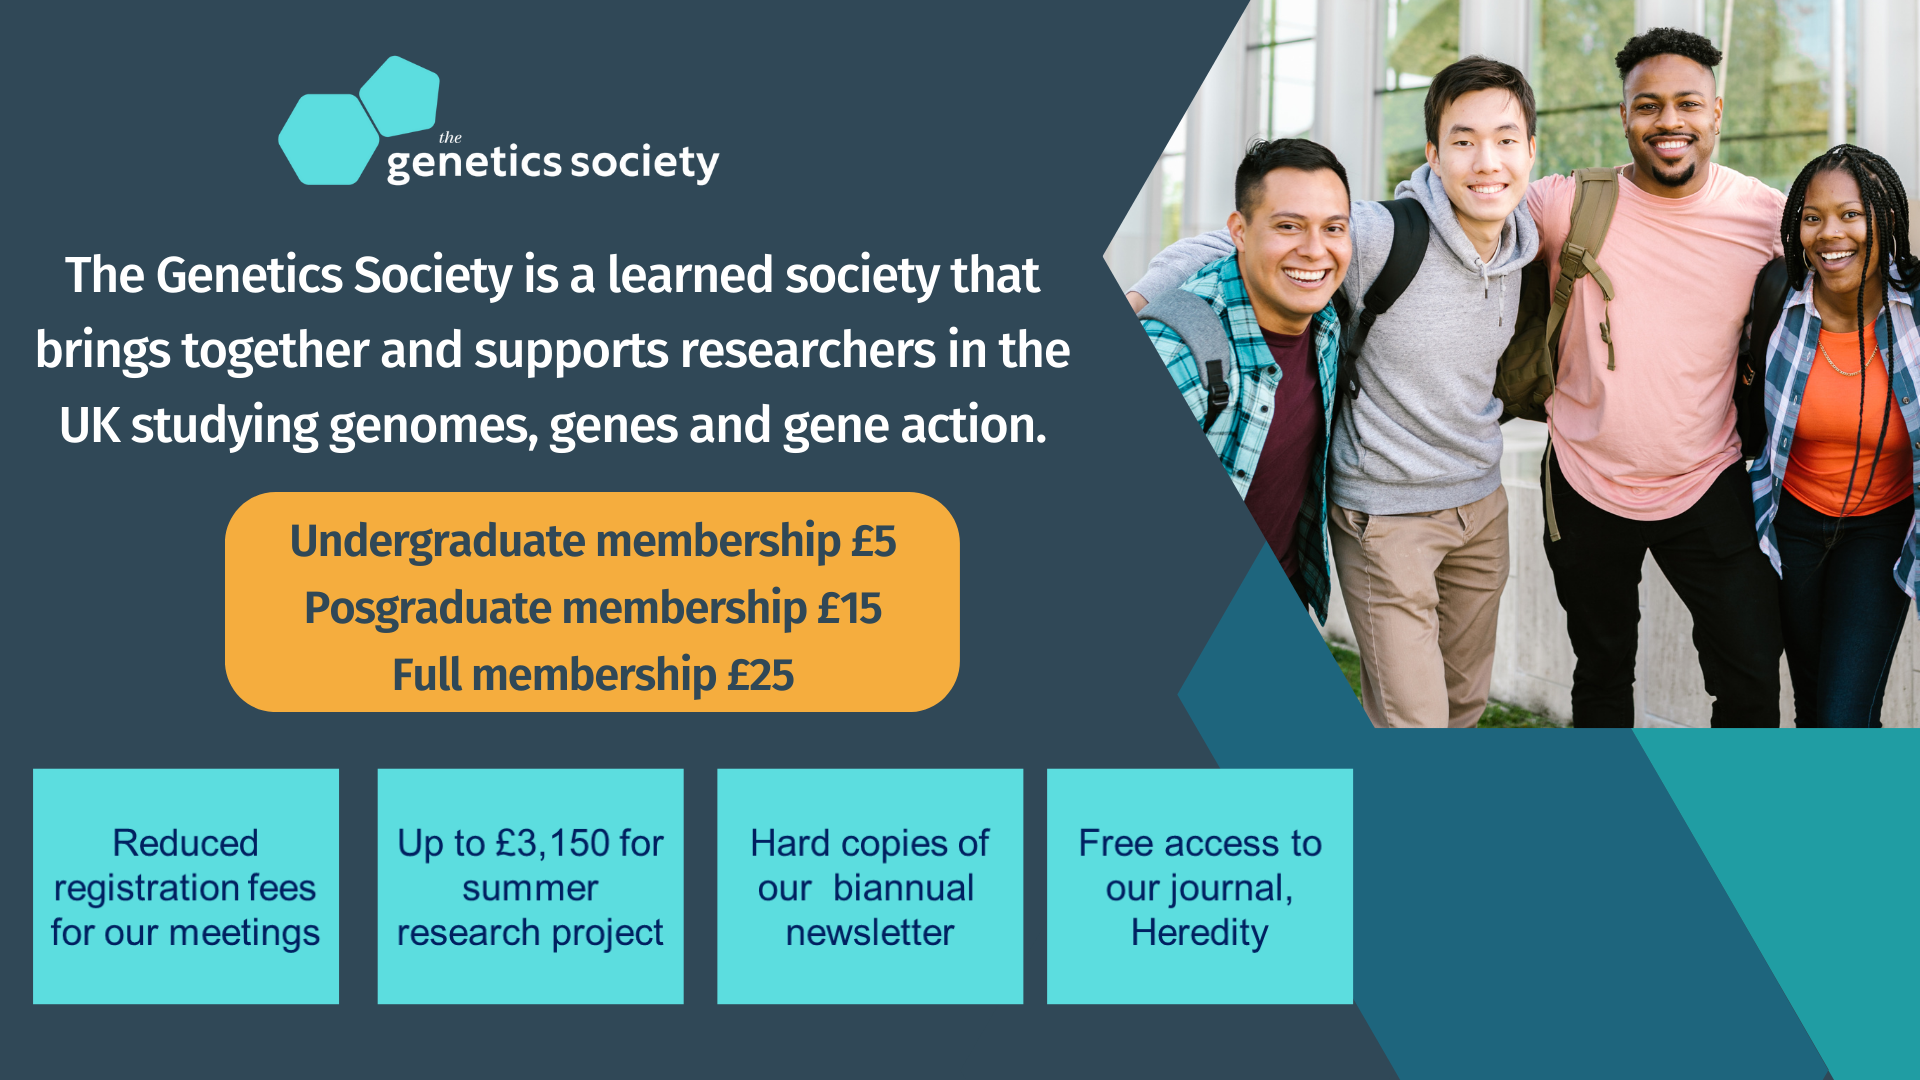 the
genetics society
The Genetics Society is a learned society that
brings together and supports researchers in the
UK studying genomes, genes and gene action.
Undergraduate membership £5
Posgraduate membership £15
Full membership £25
Reduced
registration fees
for our meetings
Up to £3,150 for
summer
research project
Hard copies of
our biannual
newsletter
Free access to
our journal,
Heredity